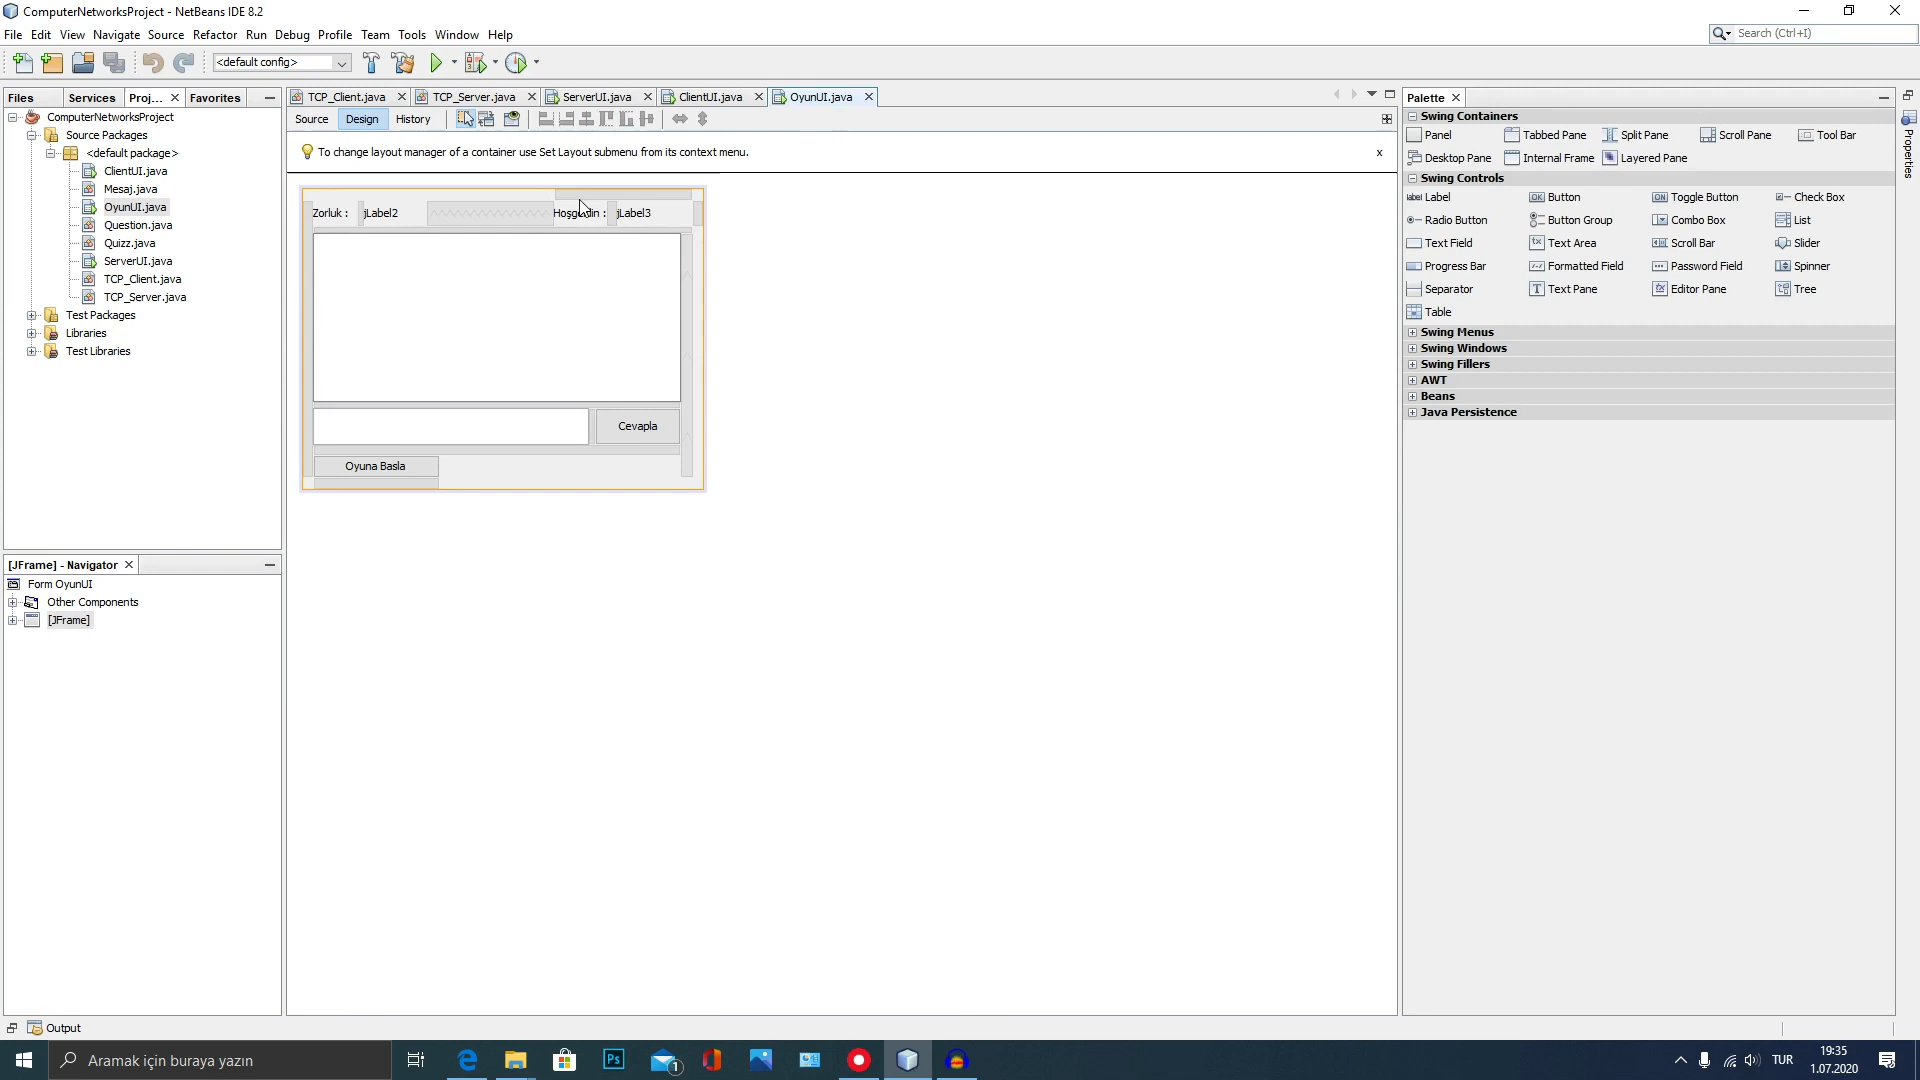 ComputerNetworksProject - NetBeans IDE 8.2
File Edit View Navigate Source Refactor Run Debug Profile Team Tools Window Help
Search (Ctrl+I)
<default config>
Files Services Proj... Favorites
TCP_Client.java TCP_Server.java ServerUI.java ClientUI.java OyunUI.java
Source Design History
To change layout manager of a container use Set Layout submenu from its context menu. x
ComputerNetworksProject
Source Packages
<default package>
ClientUI.java
Mesaj.java
OyunUI.java
Question.java
Quizz.java
ServerUI.java
TCP_Client.java
TCP_Server.java
Test Packages
Libraries
Test Libraries
[JFrame] - Navigator
Form OyunUI
Other Components
[JFrame]
Zorluk : jLabel2 jLabel3
Cevapla
Oyuna Basla
Palette
Swing Containers
Panel Tabbed Pane Split Pane Scroll Pane Tool Bar
Desktop Pane Internal Frame Layered Pane
Swing Controls
label Label ON Button ON Toggle Button Check Box
Radio Button Button Group Combo Box List
Text Field Text Area Scroll Bar Slider
Progress Bar Formatted Field Password Field Spinner
Separator T Text Pane Editor Pane Tree
Table
Swing Menus
Swing Windows
Swing Fillers
AWT
Beans
Java Persistence
Properties
Output
Aramak için buraya yazın
Ps
1
TUR
19:35
1.07.2020